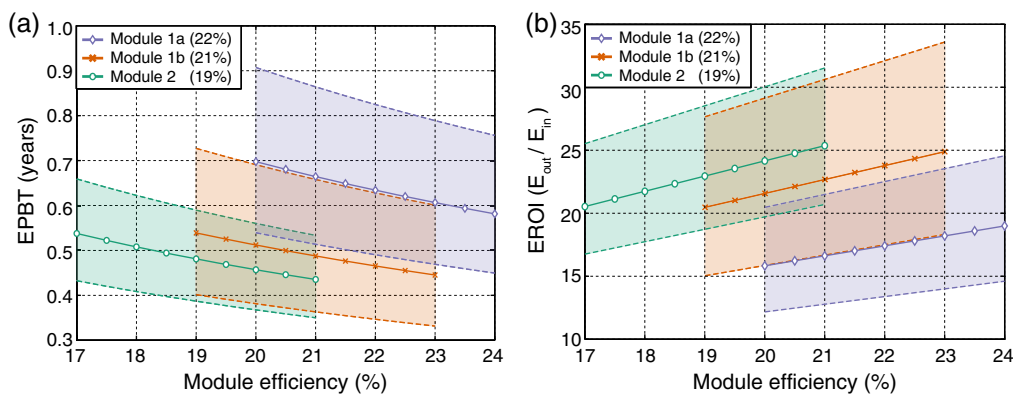 (a)
1.0
0.9
0.8
0.7
0.6
0.5
0.4
0.3
EPBT (years)
Module 1a (22%)
Module 1b (21%)
Module 2 (19%)
17 18 19 20 21 22 23 24
Module efficiency (%)
(b)
35
30
25
20
15
10
EROI (E_out / E_in)
Module 1a (22%)
Module 1b (21%)
Module 2 (19%)
17 18 19 20 21 22 23 24
Module efficiency (%)